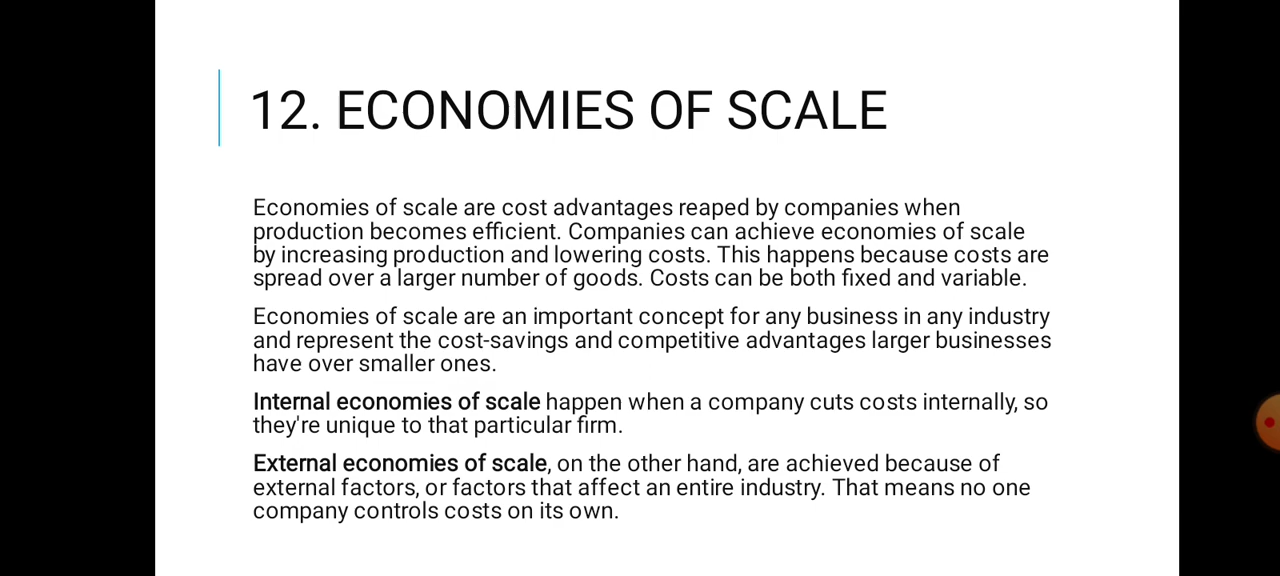 12. ECONOMIES OF SCALE
Economies of scale are cost advantages reaped by companies when
production becomes efficient. Companies can achieve economies of scale
by increasing production and lowering costs. This happens because costs are
spread over a larger number of goods. Costs can be both fixed and variable.
Economies of scale are an important concept for any business in any industry
and represent the cost-savings and competitive advantages larger businesses
have over smaller ones.
Internal economies of scale happen when a company cuts costs internally, so
they're unique to that particular firm.
External economies of scale, on the other hand, are achieved because of
external factors, or factors that affect an entire industry. That means no one
company controls costs on its own.